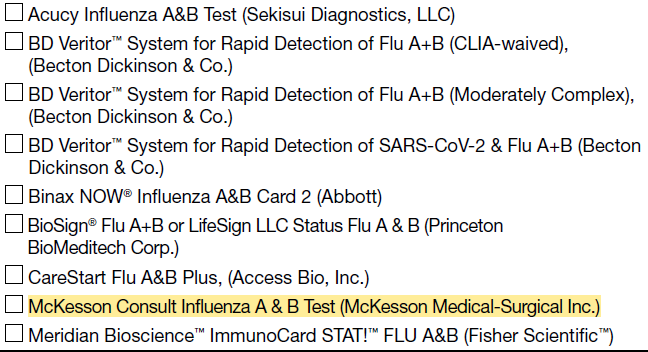 Acucy Influenza A&B Test (Sekisui Diagnostics, LLC)
BD Veritor™ System for Rapid Detection of Flu A+B (CLIA-waived),
(Becton Dickinson & Co.)
BD Veritor™ System for Rapid Detection of Flu A+B (Moderately Complex),
(Becton Dickinson & Co.)
BD Veritor™ System for Rapid Detection of SARS-CoV-2 & Flu A+B (Becton
Dickinson & Co.)
Binax NOW® Influenza A&B Card 2 (Abbott)
BioSign® Flu A+B or LifeSign LLC Status Flu A & B (Princeton
BioMeditech Corp.)
CareStart Flu A&B Plus, (Access Bio, Inc.)
McKesson Consult Influenza A & B Test (McKesson Medical-Surgical Inc.)
Meridian Bioscience™ ImmunoCard STAT!™ FLU A&B (Fisher Scientific™)